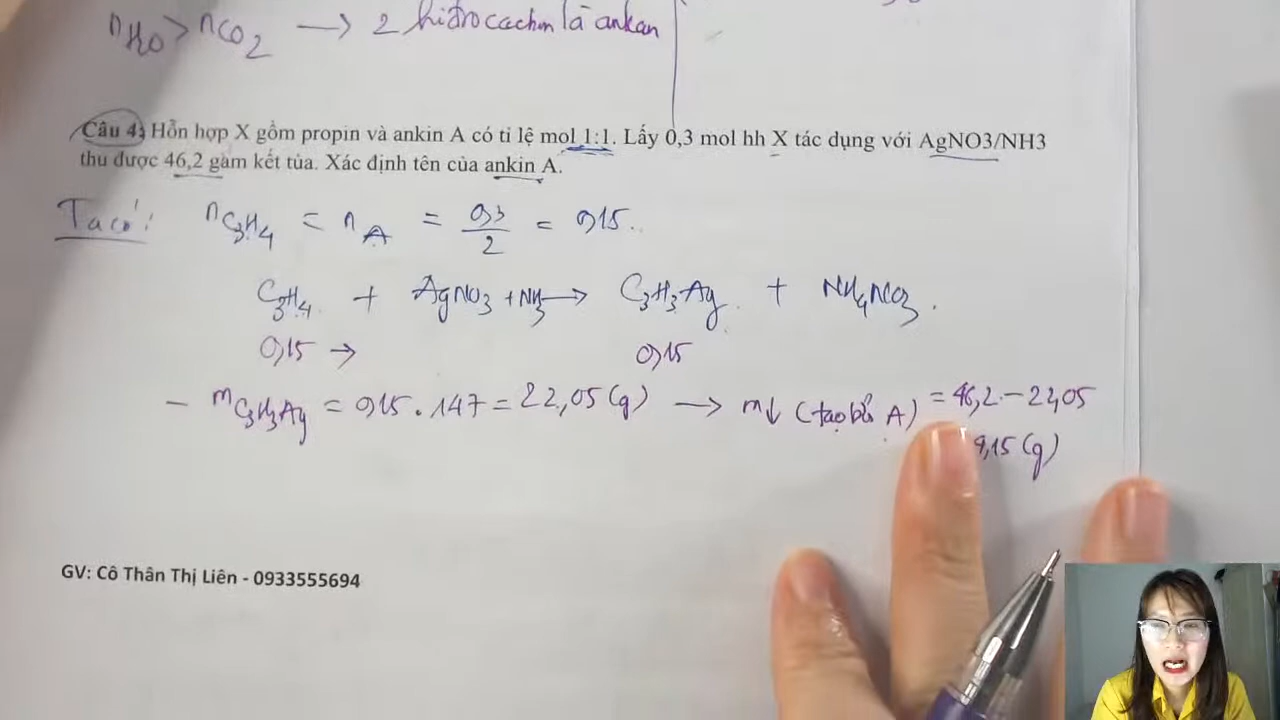 nH2O > nCO2 → 2 hiđrocacbon là ankan
Câu 4: Hỗn hợp X gồm propin và ankin A có tỉ lệ mol 1:1. Lấy 0,3 mol hh X tác dụng với AgNO3/NH3
thu được 46,2 gam kết tủa. Xác định tên của ankin A.
Ta có: nC3H4 = nA = 0,3/2 = 0,15.
C3H4 + AgNO3 + NH3 → C3H3Ag + NH4NO3.
0,15 → 0,15
- mC3H3Ag = 0,15.147 = 22,05 (g) → m↓ (tạo bởi A) = 46,2 - 22,05
,15 (g)
GV: Cô Thân Thị Liên - 0933555694